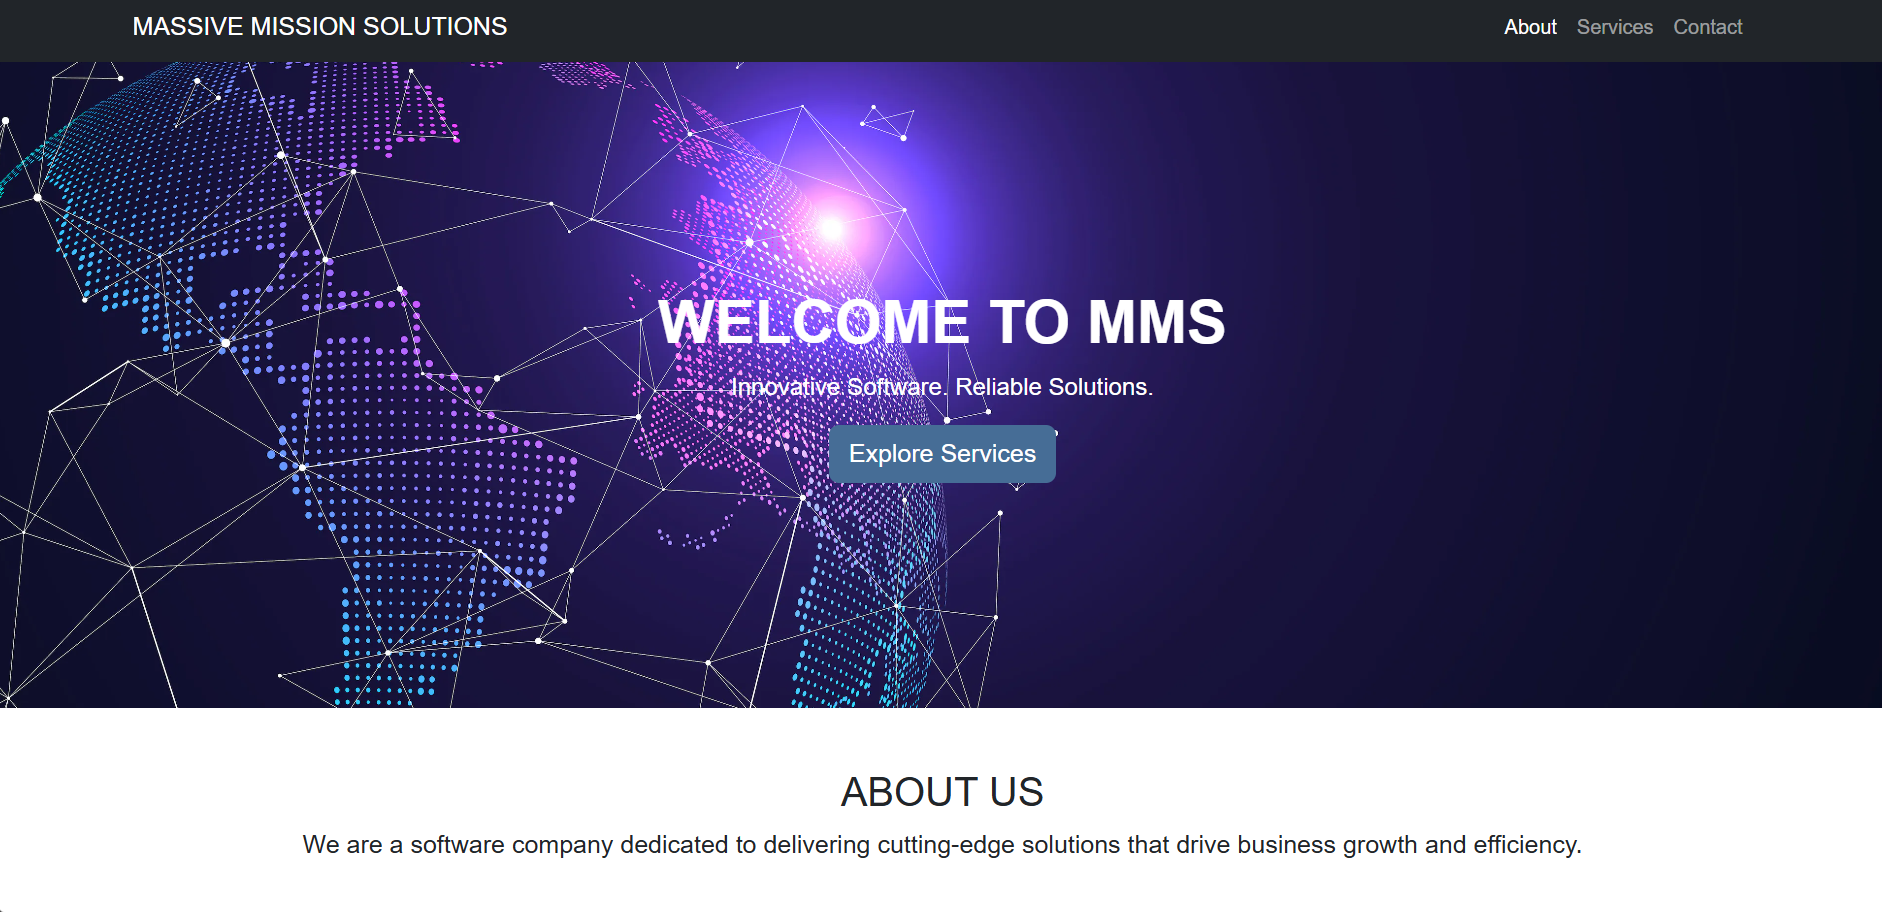 MASSIVE MISSION SOLUTIONS
About Services Contact
WELCOME TO MMS
Innovative Software. Reliable Solutions.
Explore Services
ABOUT US
We are a software company dedicated to delivering cutting-edge solutions that drive business growth and efficiency.